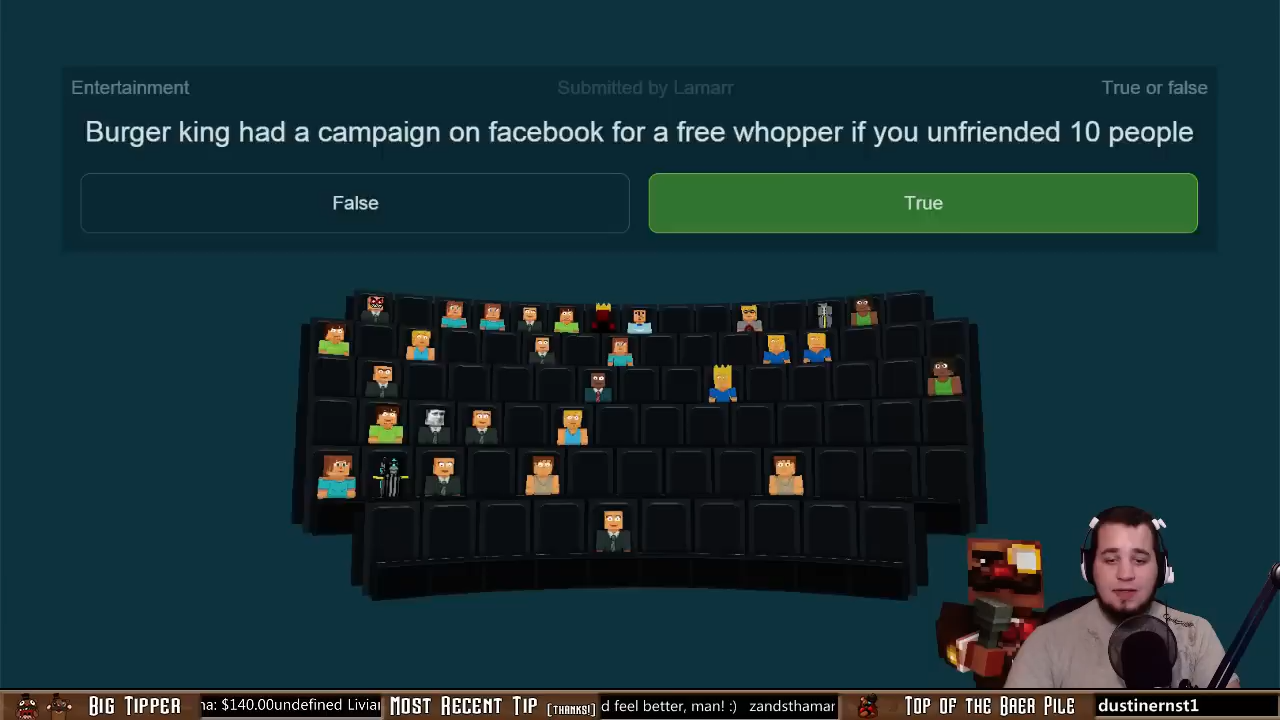 Entertainment
Submitted by Lamarr
True or false
Burger king had a campaign on facebook for a free whopper if you unfriended 10 people
False
True
BIG TIPPER
na: $140.00undefined Livia
MOST RECENT TIP [THANKS!]
d feel better, man! :) zandsthamar
TOP OF THE BAER PILE
dustinernst1